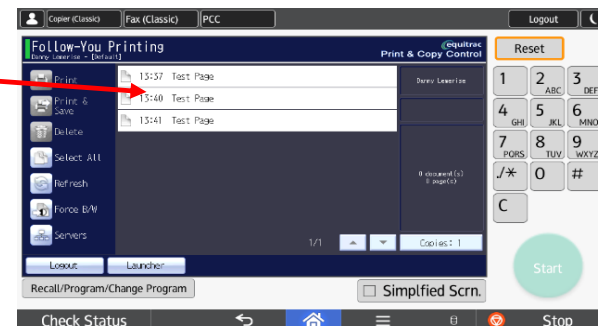 Copier (Classic) Fax (Classic) PCC Logout
Follow-You Printing
Danny Lemerise - [Default]
equitrac
Print & Copy Control
Reset
Print
Print & Save
Delete
Select All
Refresh
Force B/W
Servers
13:37 Test Page
13:40 Test Page
13:41 Test Page
Danny Lemerise
0 document(s)
0 page(s)
1/1
Copies: 1
Logout Launcher
1 2 ABC 3 DEF
4 GHI 5 JKL 6 MNO
7 PQRS 8 TUV 9 WXYZ
./* 0 #
C
Start
Recall/Program/Change Program
Simplfied Scrn.
Check Status
Stop